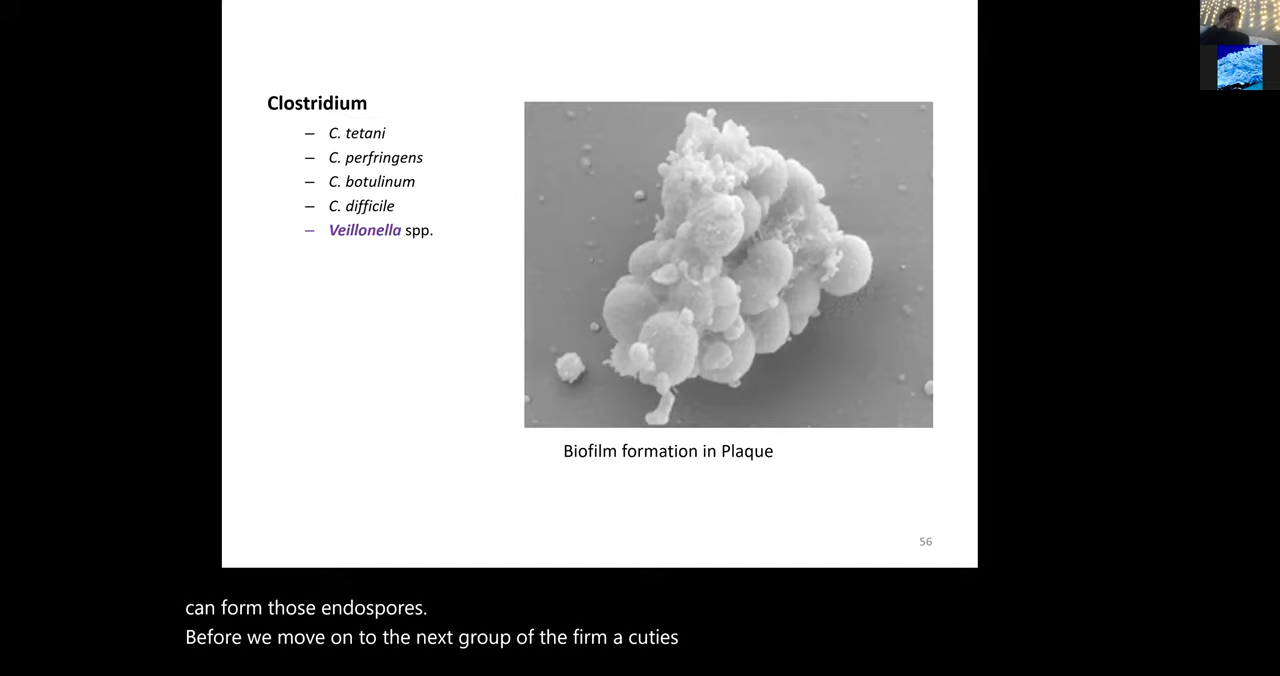 Clostridium
– C. tetani
– C. perfringens
– C. botulinum
– C. difficile
– Veillonella spp.
Biofilm formation in Plaque
56
can form those endospores.
Before we move on to the next group of the firm a cuties